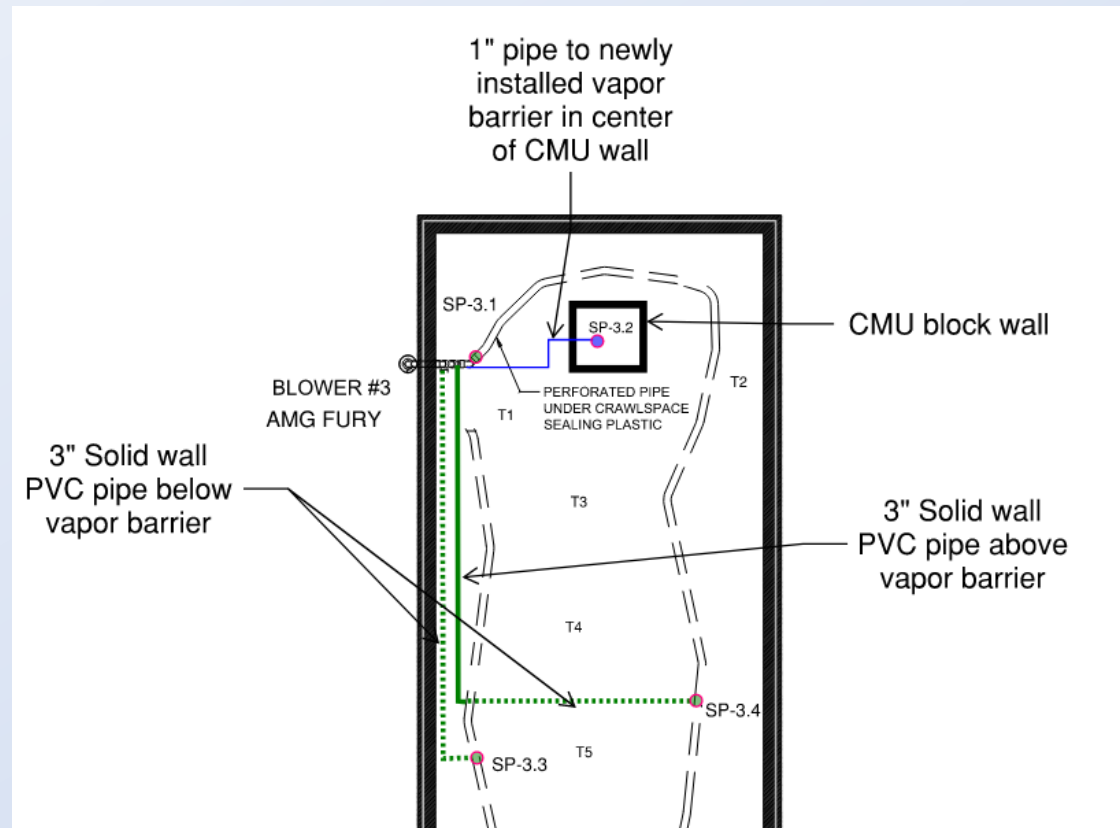 1" pipe to newly
installed vapor
barrier in center
of CMU wall
SP-3.1
SP-3.2
CMU block wall
BLOWER #3
AMG FURY
PERFORATED PIPE
UNDER CRAWLSPACE
SEALING PLASTIC
T1
T2
3" Solid wall
PVC pipe below
vapor barrier
T3
3" Solid wall
PVC pipe above
vapor barrier
T4
SP-3.4
T5
SP-3.3